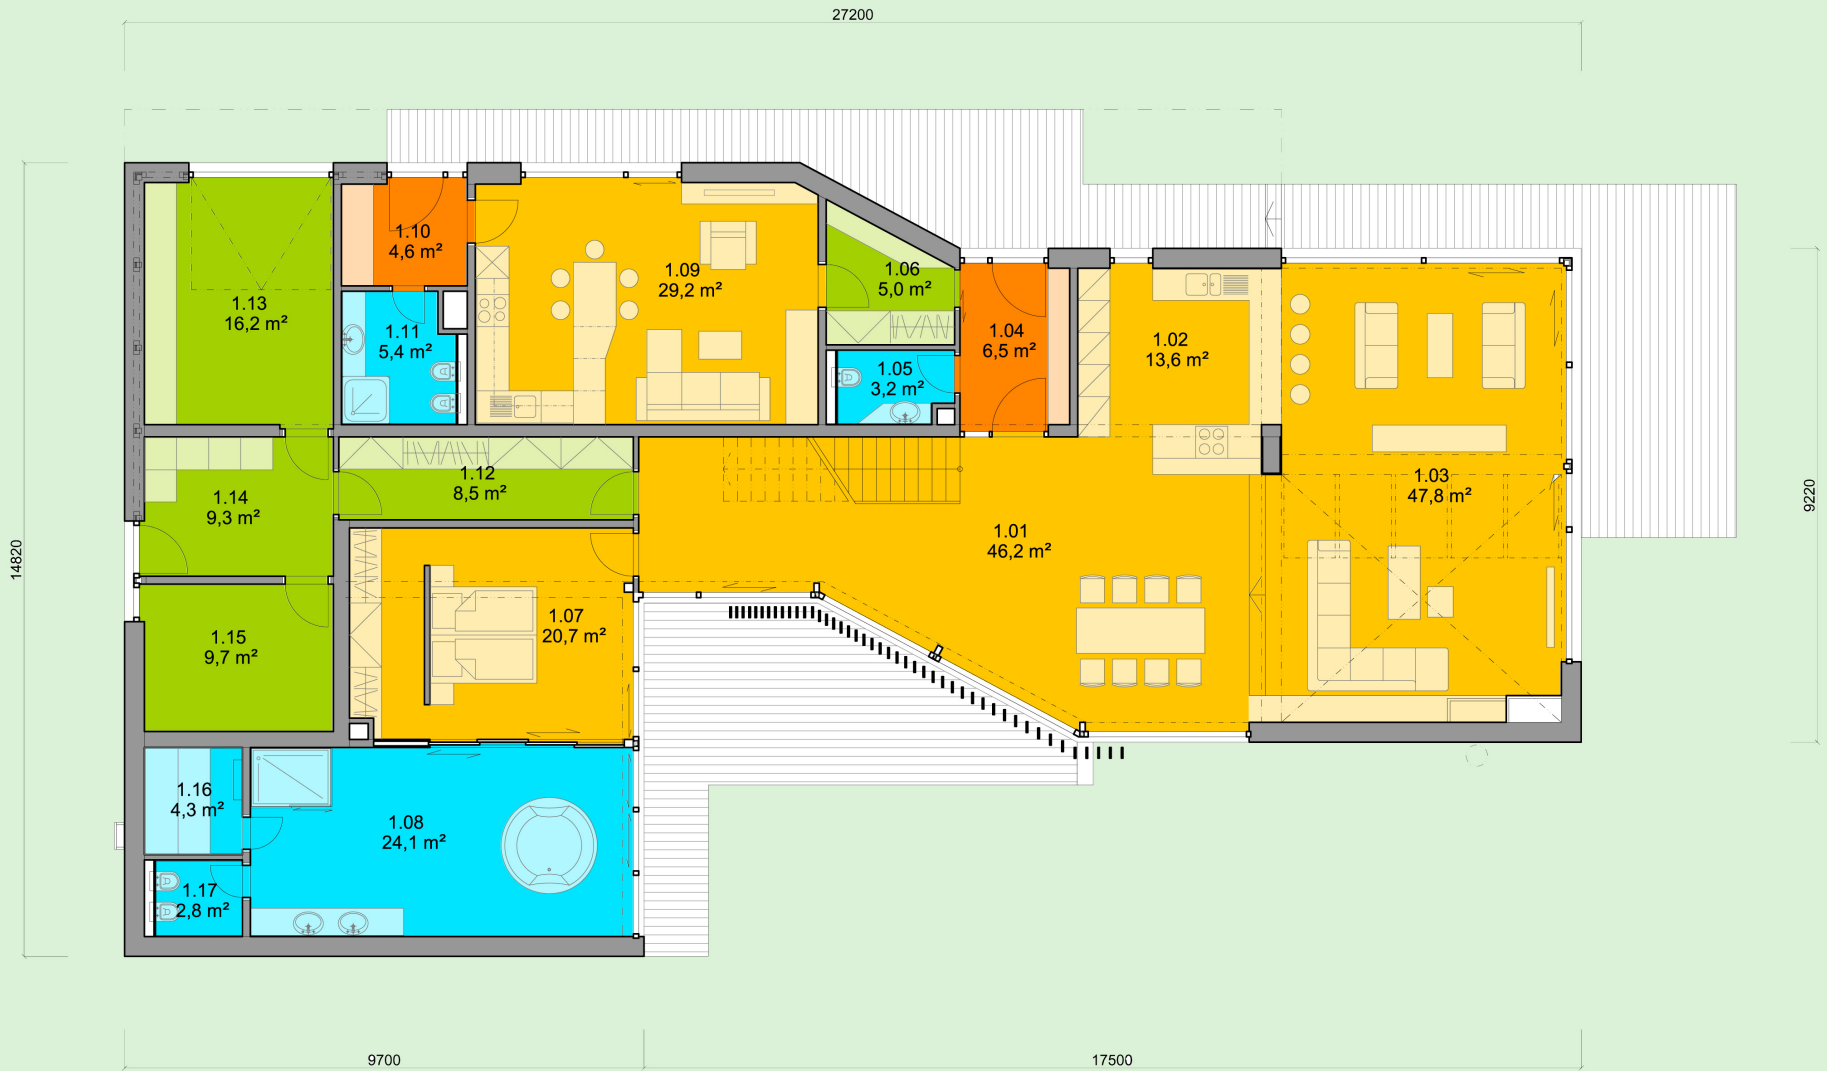 27200
1.10
4.6 m²
1.09
29,2 m²
1.06
5,0 m²
1.13
16,2 m²
1.11
5,4 m²
1.04
6,5 m²
1.02
13,6 m²
1.05
3,2 m²
1.12
8,5 m²
1.14
9,3 m²
1.03
47,8 m²
9220
1.01
46,2 m²
14820
1.07
20,7 m²
1.15
9,7 m²
1.16
4,3 m²
1.08
24,1 m²
1.17
2,8 m²
9700
17500